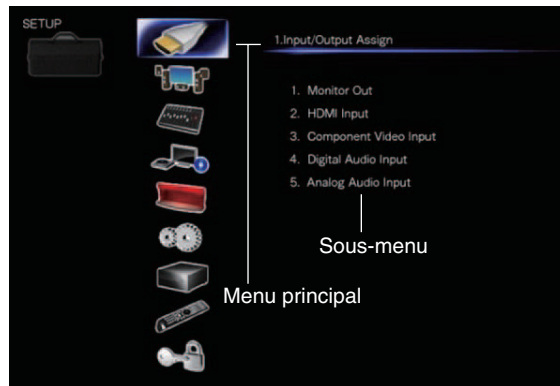 SETUP
1.Input/Output Assign
1. Monitor Out
2. HDMI Input
3. Component Video Input
4. Digital Audio Input
5. Analog Audio Input
Sous-menu
Menu principal